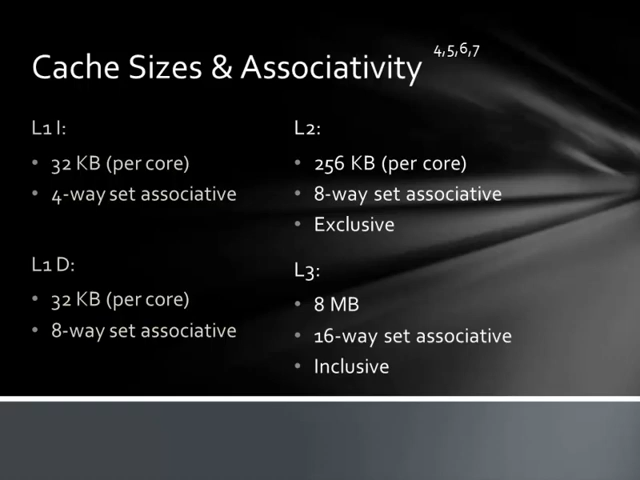 Cache Sizes & Associativity 4,5,6,7
L1 I:
• 32 KB (per core)
• 4-way set associative
L1 D:
• 32 KB (per core)
• 8-way set associative
L2:
• 256 KB (per core)
• 8-way set associative
• Exclusive
L3:
• 8 MB
• 16-way set associative
• Inclusive